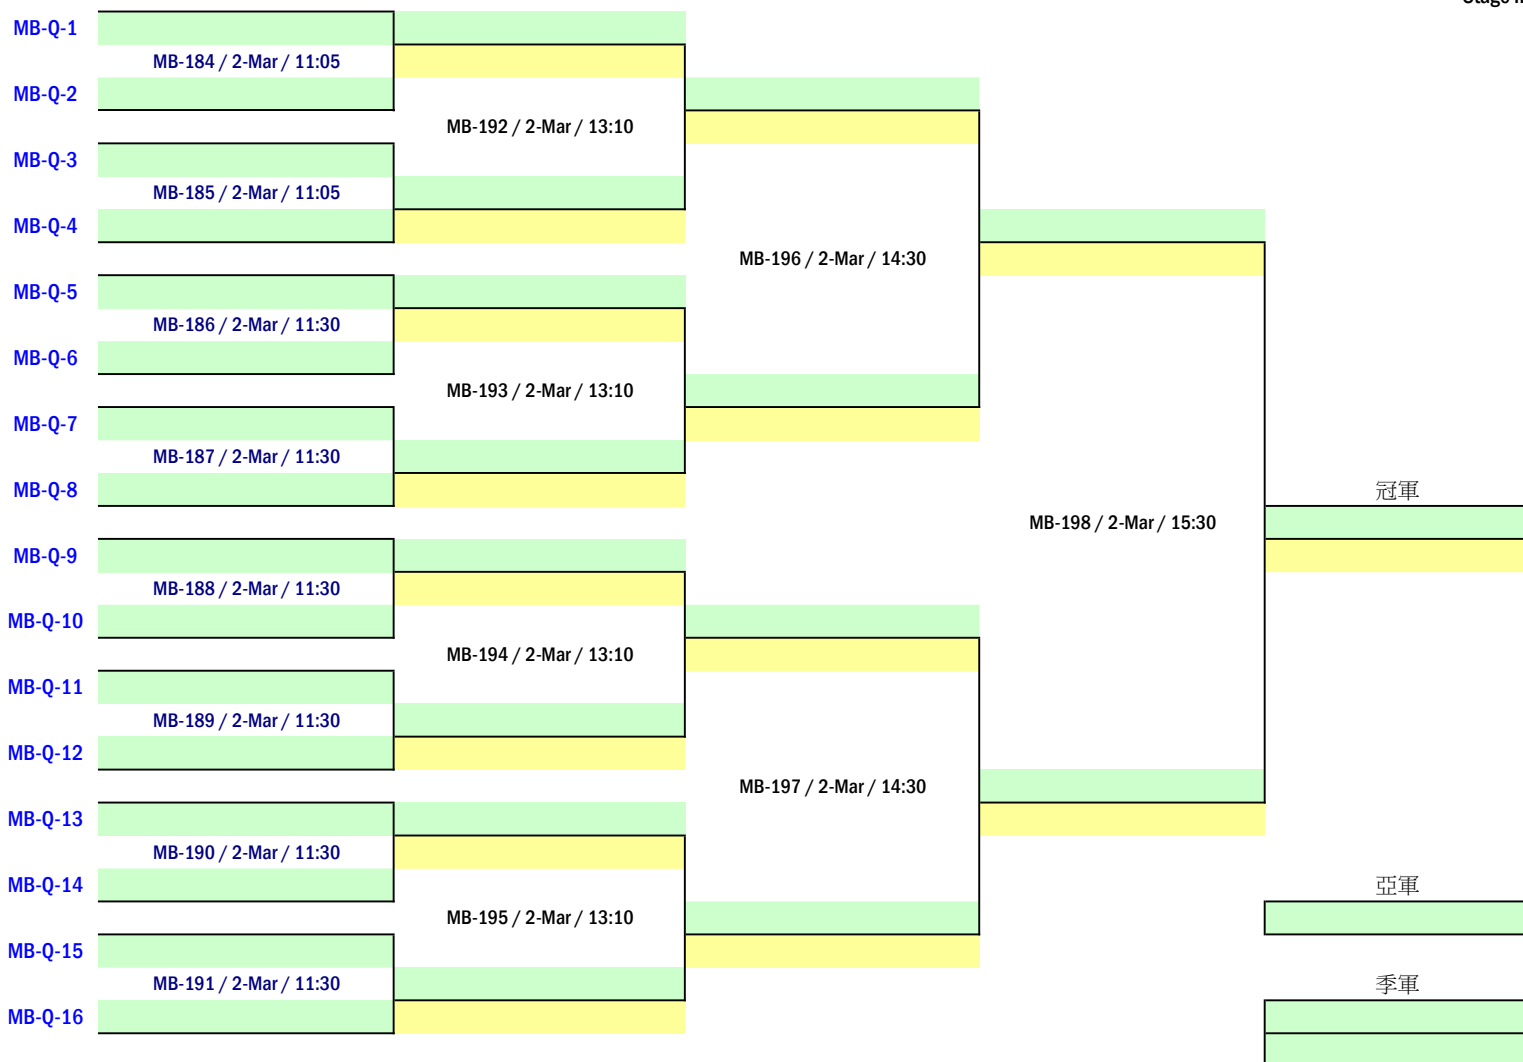 Stage
MB-Q-1
MB-184 / 2-Mar / 11:05
MB-Q-2
MB-192 / 2-Mar / 13:10
MB-Q-3
MB-185 / 2-Mar / 11:05
MB-Q-4
MB-196 / 2-Mar / 14:30
MB-Q-5
MB-186 / 2-Mar / 11:30
MB-Q-6
MB-193 / 2-Mar / 13:10
MB-Q-7
MB-187 / 2-Mar / 11:30
MB-Q-8
冠軍
MB-198 / 2-Mar / 15:30
MB-Q-9
MB-188 / 2-Mar / 11:30
MB-Q-10
MB-194 / 2-Mar / 13:10
MB-Q-11
MB-189 / 2-Mar / 11:30
MB-Q-12
MB-197 / 2-Mar / 14:30
MB-Q-13
MB-190 / 2-Mar / 11:30
MB-Q-14
亞軍
MB-195 / 2-Mar / 13:10
MB-Q-15
MB-191 / 2-Mar / 11:30
季軍
MB-Q-16